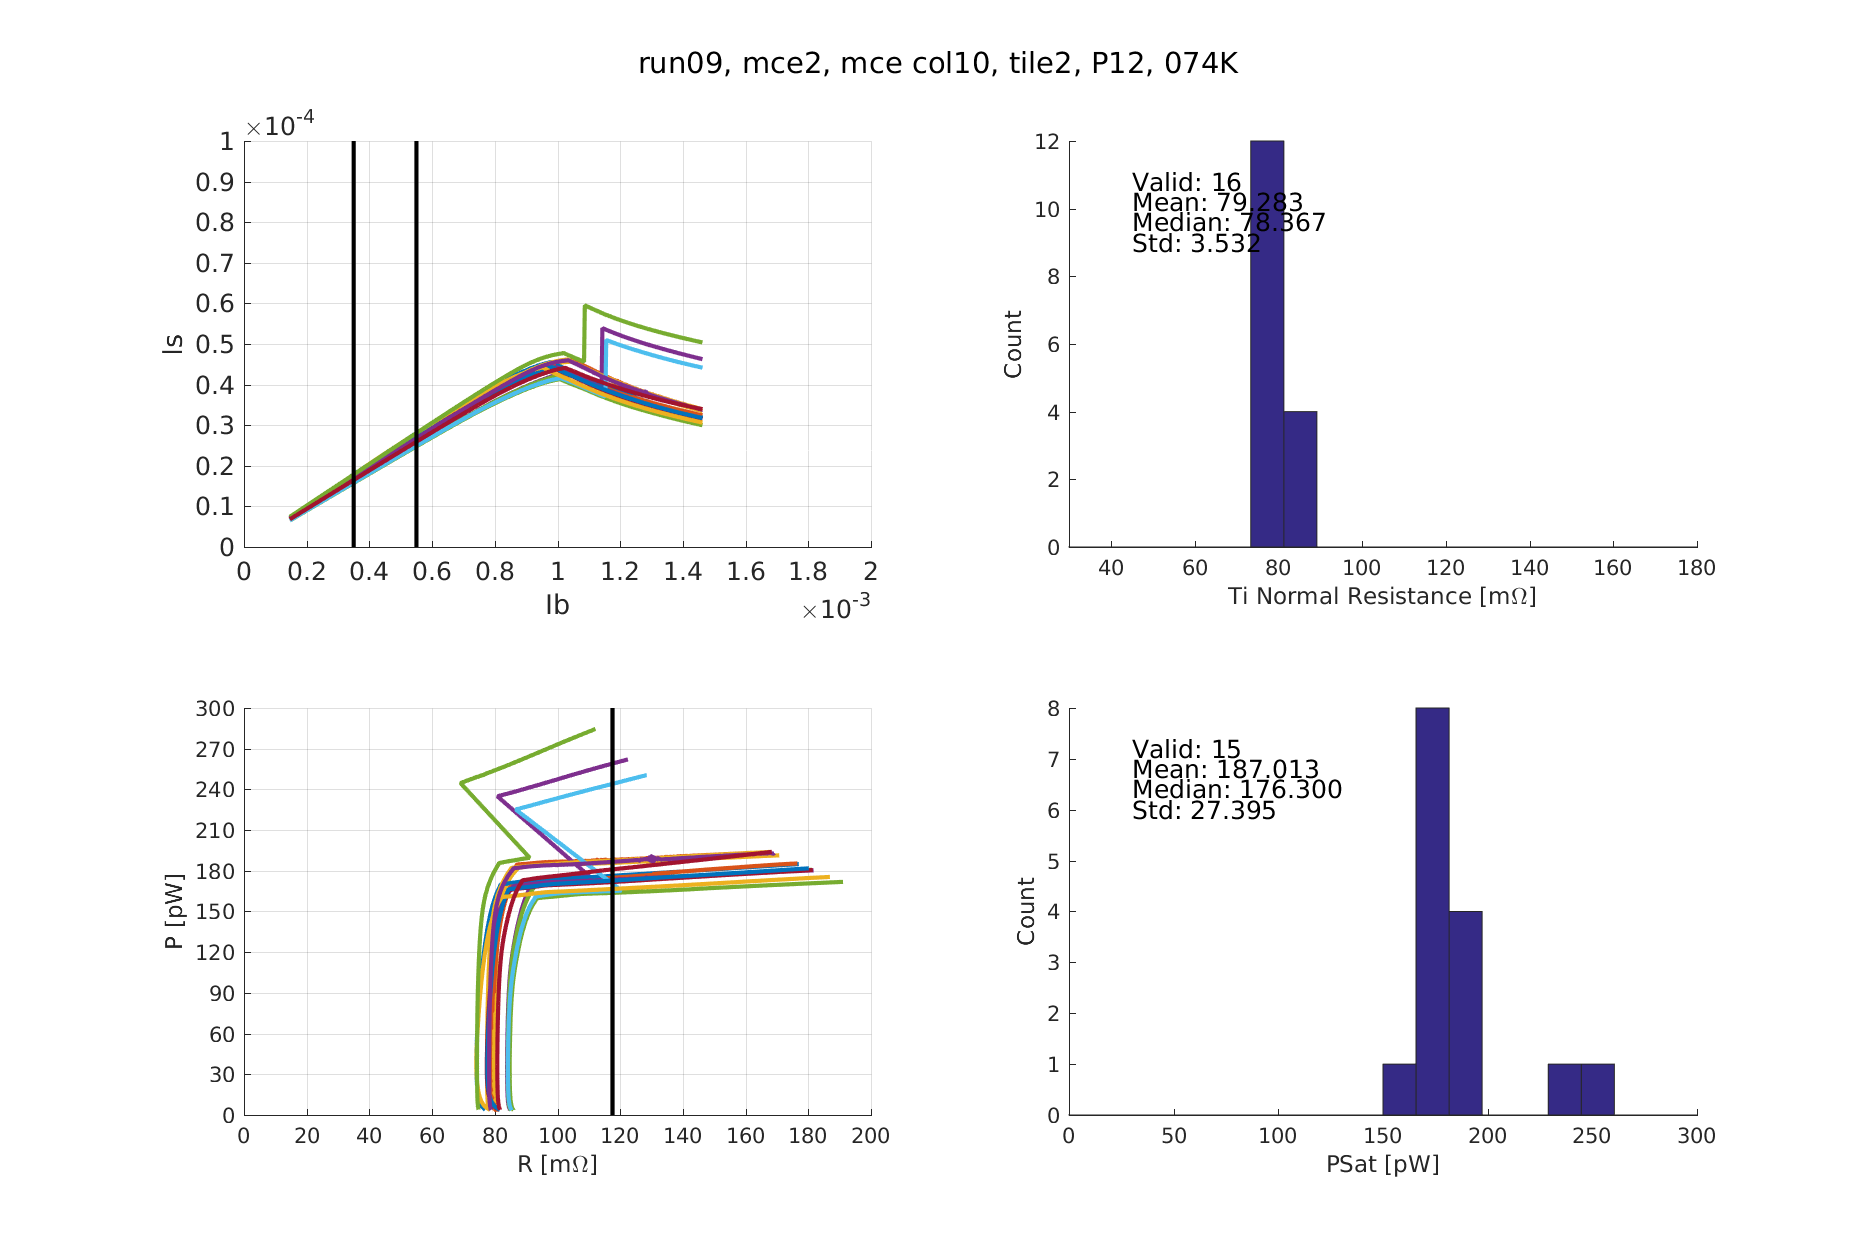 run09, mce2, mce col10, tile2, P12, 074K
×10-4
1
0.9
0.8
0.7
0.6
0.5
0.4
0.3
0.2
0.1
0
Is
0 0.2 0.4 0.6 0.8 1 1.2 1.4 1.6 1.8 2
Ib
×10-3
12
10
8
6
4
2
0
Count
Valid: 16
Mean: 79.283
Median: 78.367
Std: 3.532
40 60 80 100 120 140 160 180
Ti Normal Resistance [mΩ]
300
270
240
210
180
150
120
90
60
30
0
P [pW]
0 20 40 60 80 100 120 140 160 180 200
R [mΩ]
8
7
6
5
4
3
2
1
0
Count
Valid: 15
Mean: 187.013
Median: 176.300
Std: 27.395
0 50 100 150 200 250 300
PSat [pW]